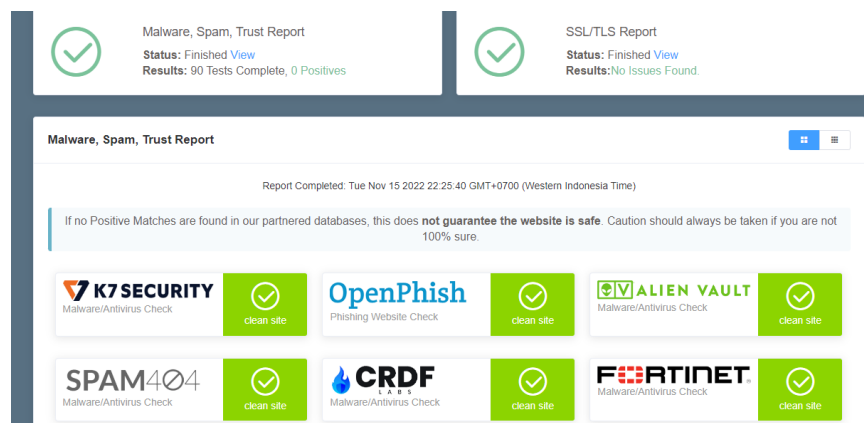 Malware, Spam, Trust Report
Status: Finished View
Results: 90 Tests Complete, 0 Positives
SSL/TLS Report
Status: Finished View
Results:No Issues Found.
Malware, Spam, Trust Report
Report Completed: Tue Nov 15 2022 22:25:40 GMT+0700 (Western Indonesia Time)
If no Positive Matches are found in our partnered databases, this does not guarantee the website is safe. Caution should always be taken if you are not
100% sure.
K7 SECURITY
Malware/Antivirus Check
clean site
OpenPhish
Phishing Website Check
clean site
ALIEN VAULT
Malware/Antivirus Check
clean site
SPAM404
Malware/Antivirus Check
clean site
CRDF
LABS
Malware/Antivirus Check
clean site
FORTINET
Malware/Antivirus Check
clean site